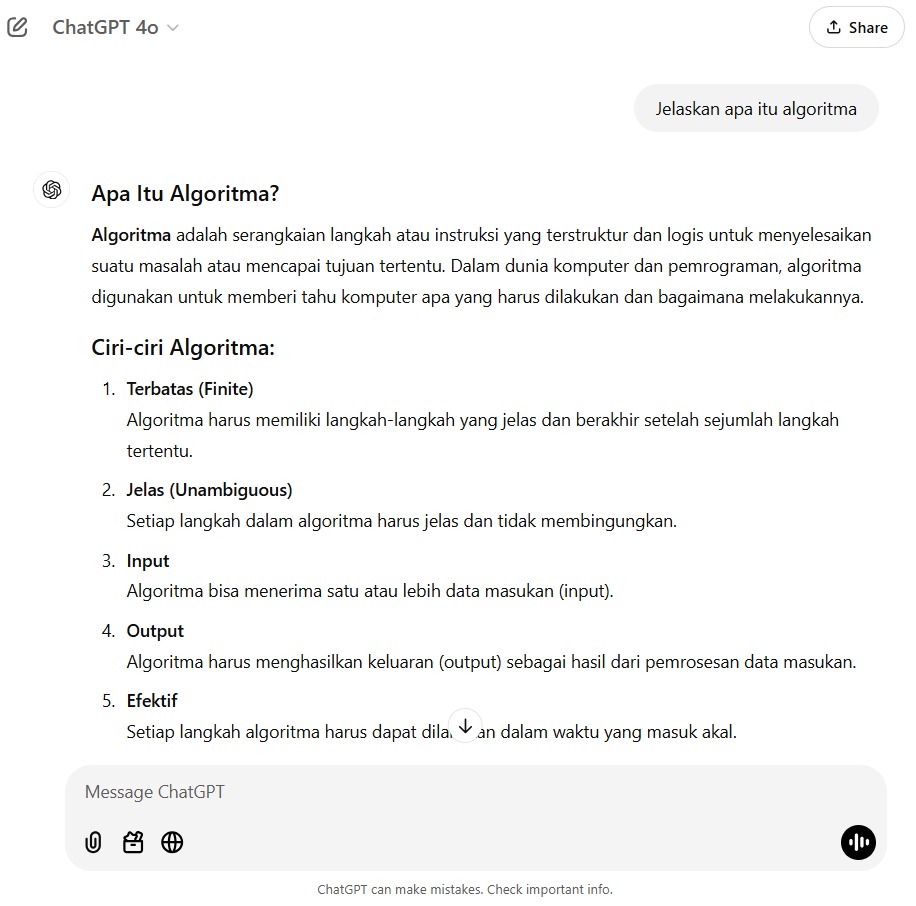 ChatGPT 4o
Share
Jelaskan apa itu algoritma
Apa Itu Algoritma?
Algoritma adalah serangkaian langkah atau instruksi yang terstruktur dan logis untuk menyelesaikan
suatu masalah atau mencapai tujuan tertentu. Dalam dunia komputer dan pemrograman, algoritma
digunakan untuk memberi tahu komputer apa yang harus dilakukan dan bagaimana melakukannya.
Ciri-ciri Algoritma:
1. Terbatas (Finite)
Algoritma harus memiliki langkah-langkah yang jelas dan berakhir setelah sejumlah langkah
tertentu.
2. Jelas (Unambiguous)
Setiap langkah dalam algoritma harus jelas dan tidak membingungkan.
3. Input
Algoritma bisa menerima satu atau lebih data masukan (input).
4. Output
Algoritma harus menghasilkan keluaran (output) sebagai hasil dari pemrosesan data masukan.
5. Efektif
Setiap langkah algoritma harus dapat dalam waktu yang masuk akal.
Message ChatGPT
ChatGPT can make mistakes. Check important info.